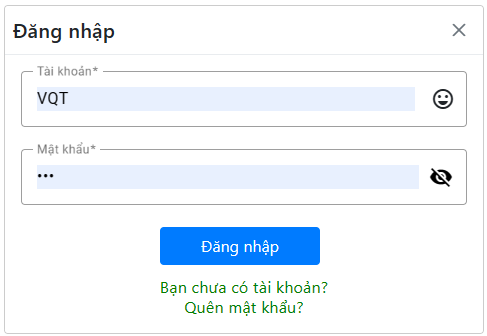 Đăng nhập
Tài khoản*
VQT
Mật khẩu*
•••
Đăng nhập
Bạn chưa có tài khoản?
Quên mật khẩu?